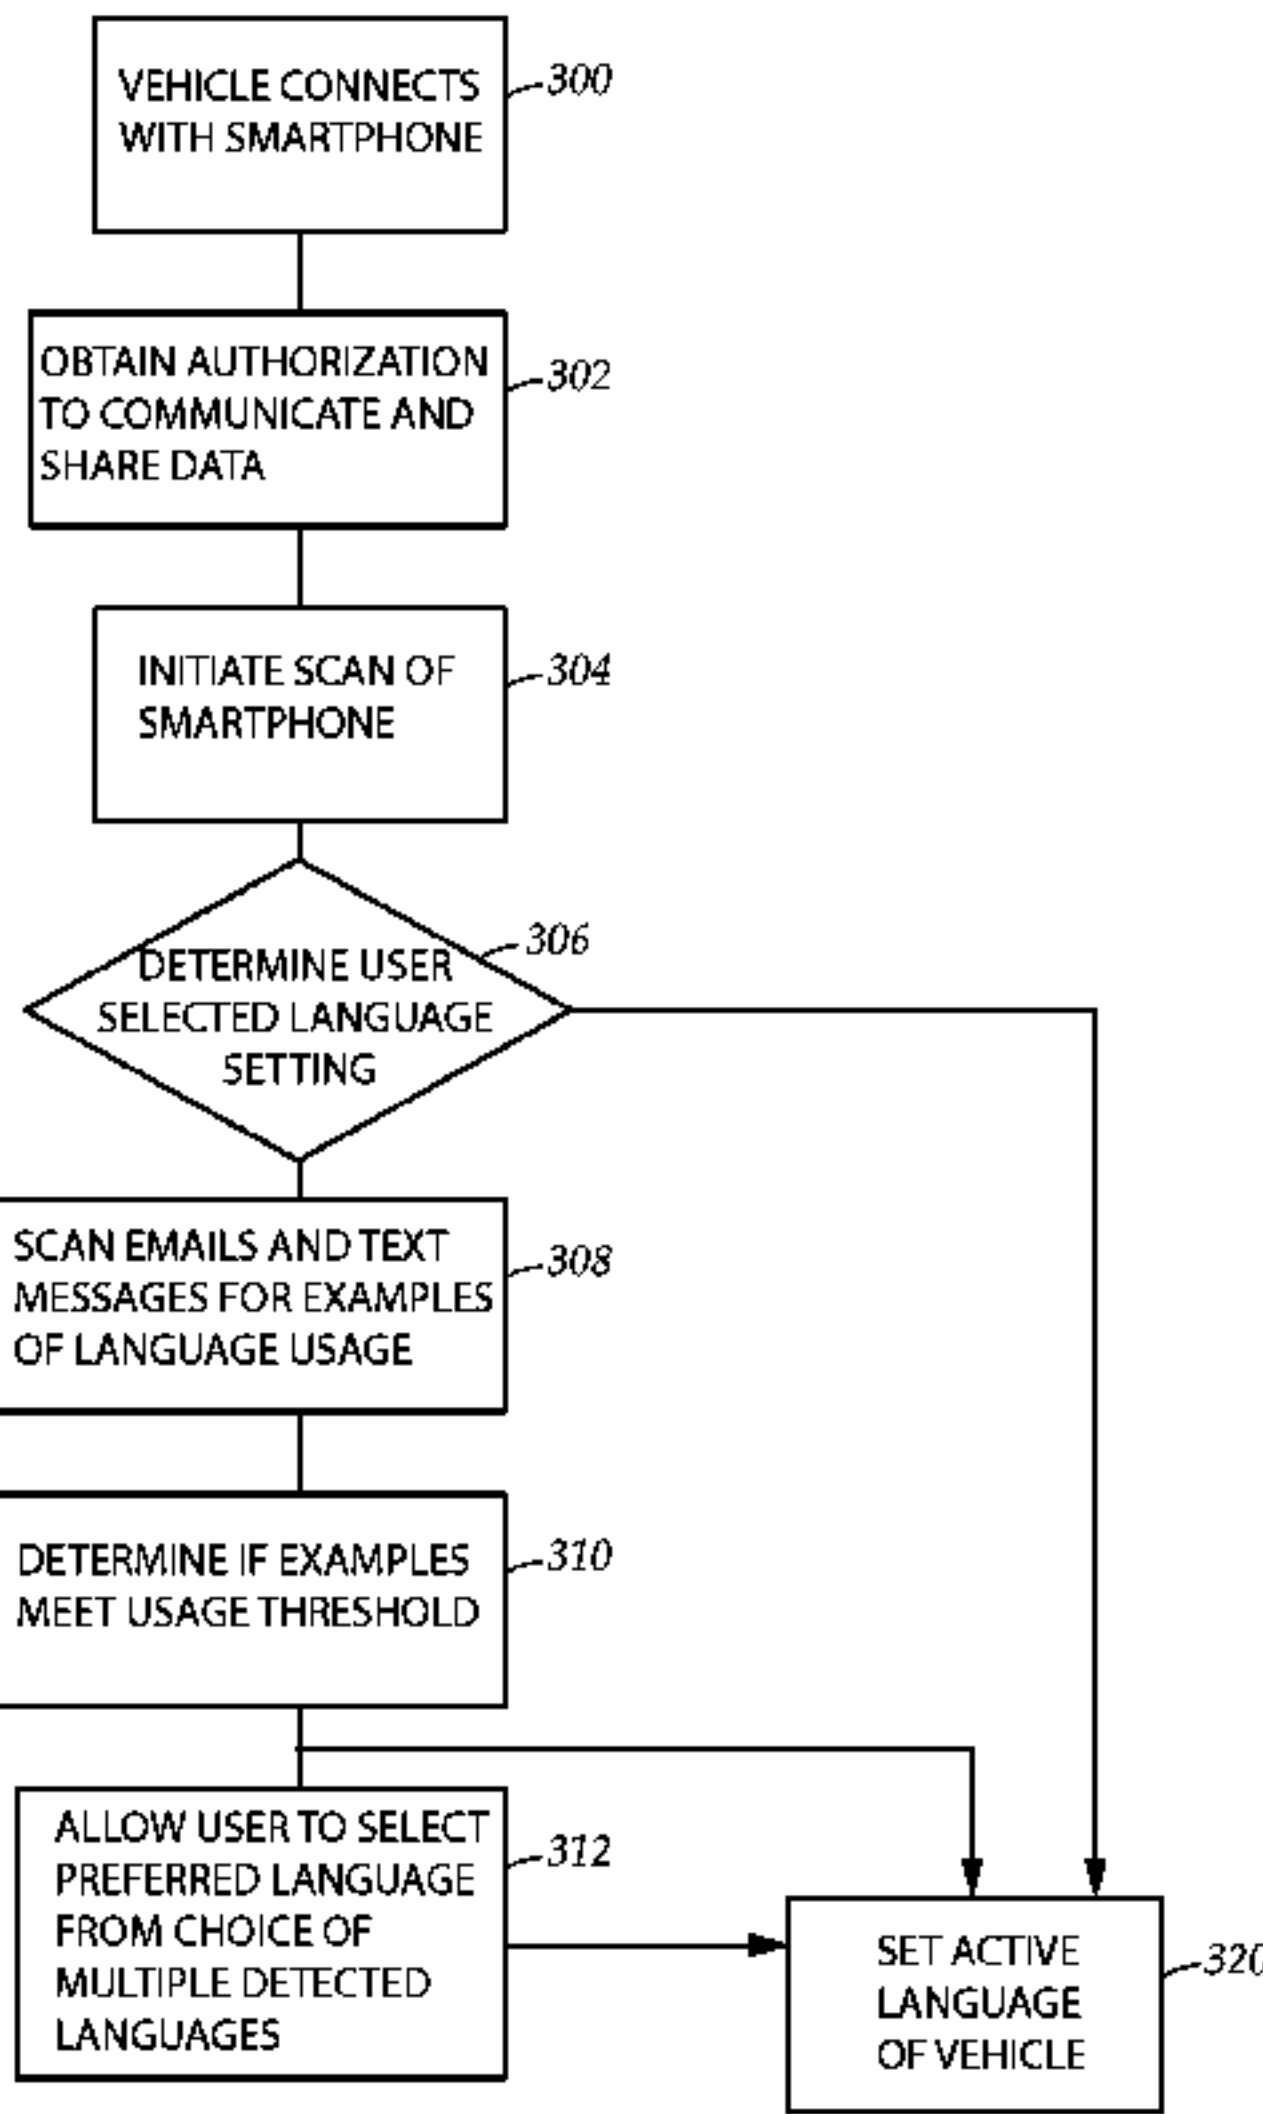 VEHICLE CONNECTS
WITH SMARTPHONE
300
OBTAIN AUTHORIZATION
TO COMMUNICATE AND
SHARE DATA
302
INITIATE SCAN OF
SMARTPHONE
304
DETERMINE USER
SELECTED LANGUAGE
SETTING
306
SCAN EMAILS AND TEXT
MESSAGES FOR EXAMPLES
OF LANGUAGE USAGE
308
DETERMINE IF EXAMPLES
MEET USAGE THRESHOLD
310
ALLOW USER TO SELECT
PREFERRED LANGUAGE
FROM CHOICE OF
MULTIPLE DETECTED
LANGUAGES
312
SET ACTIVE
LANGUAGE
OF VEHICLE
320